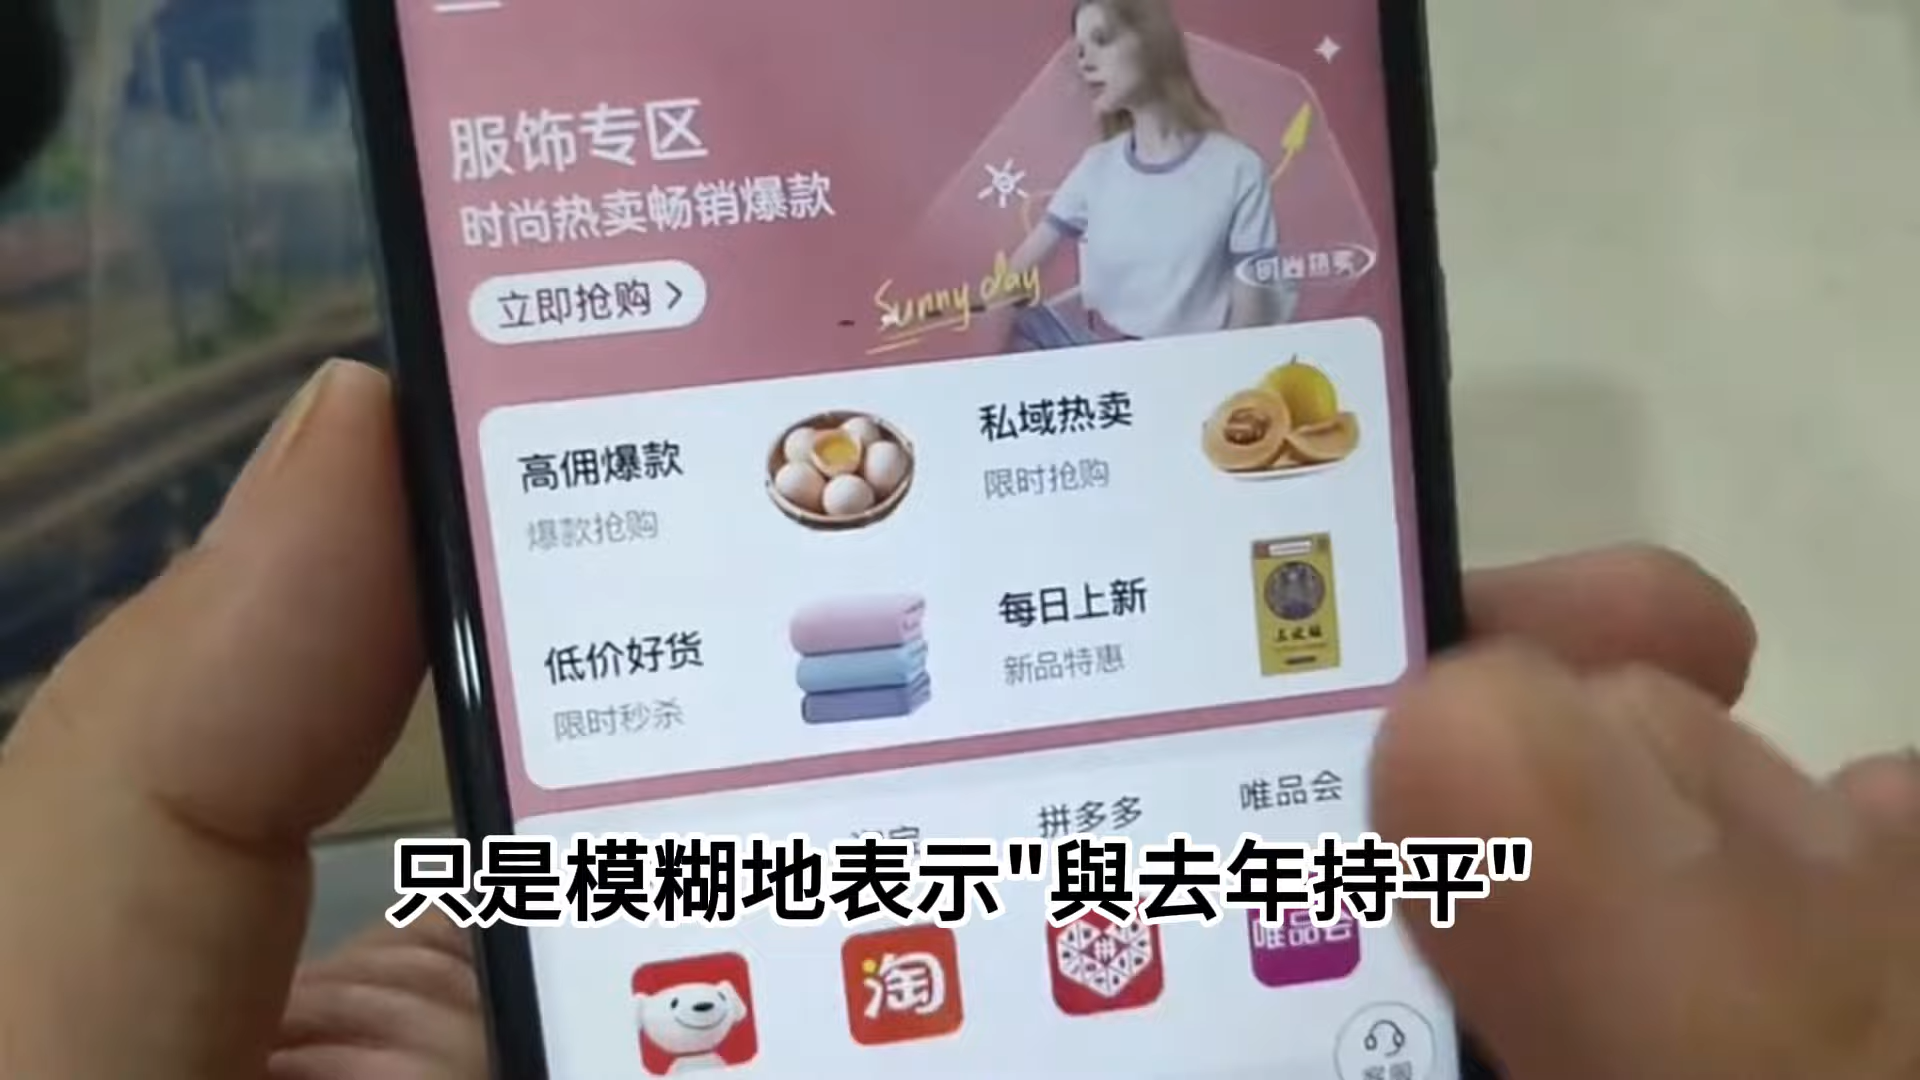 服饰专区
时尚热卖畅销爆款
立即抢购 >
Sunny day
时尚热卖
高佣爆款
爆款抢购
私域热卖
限时抢购
低价好货
限时秒杀
每日上新
新品特惠
拼多多
唯品会
只是模糊地表示"與去年持平"
淘
拼
唯品会